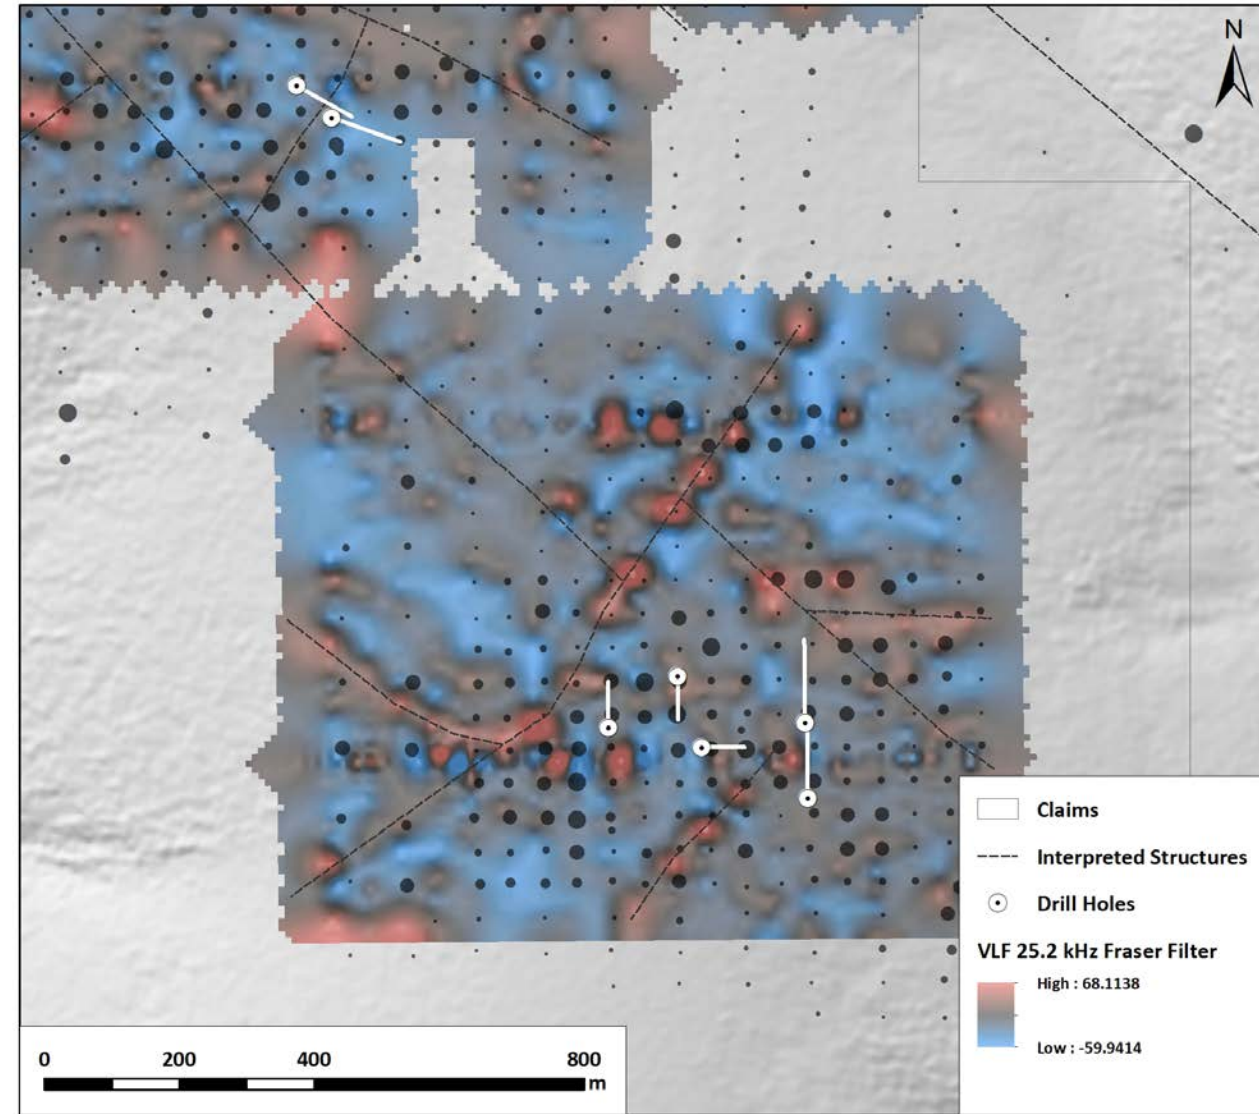 N
Claims
Interpreted Structures
Drill Holes
VLF 25.2 kHz Fraser Filter
High : 68.1138
Low : -59.9414
0 200 400 800
m